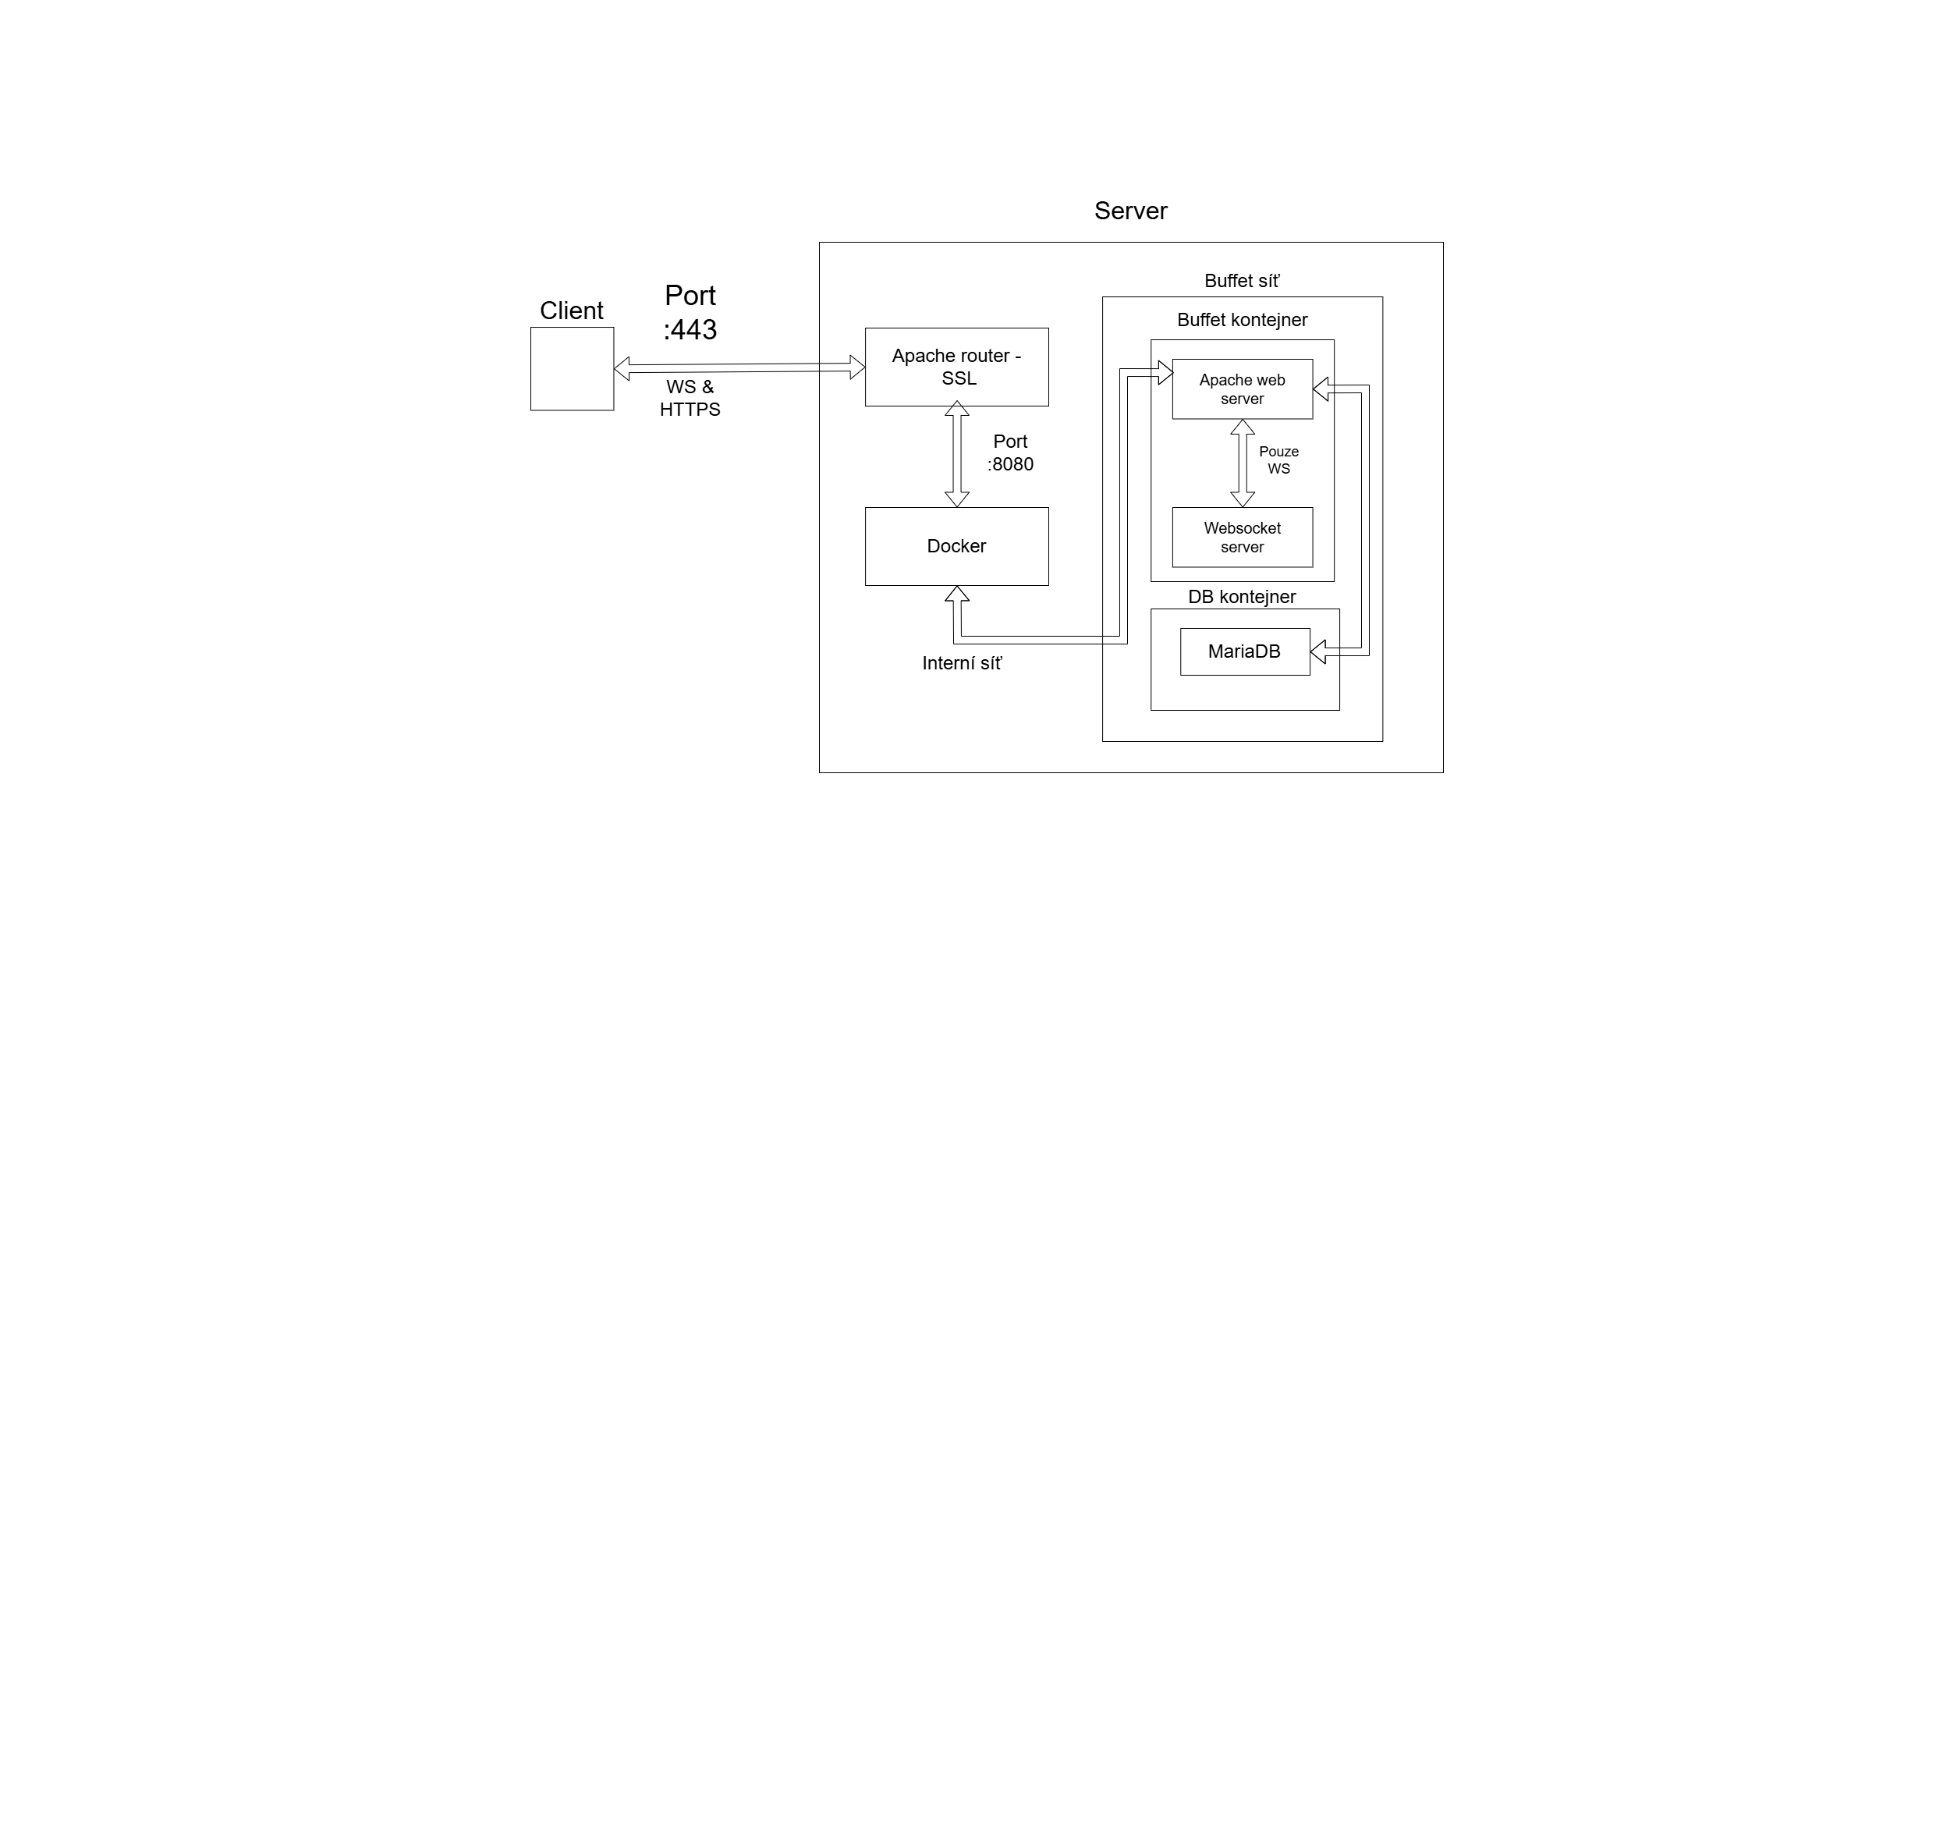 Server
Client
Port
:443
WS &
HTTPS
Apache router -
SSL
Port
:8080
Docker
Interní síť
Buffet síť
Buffet kontejner
Apache web
server
Pouze
WS
Websocket
server
DB kontejner
MariaDB